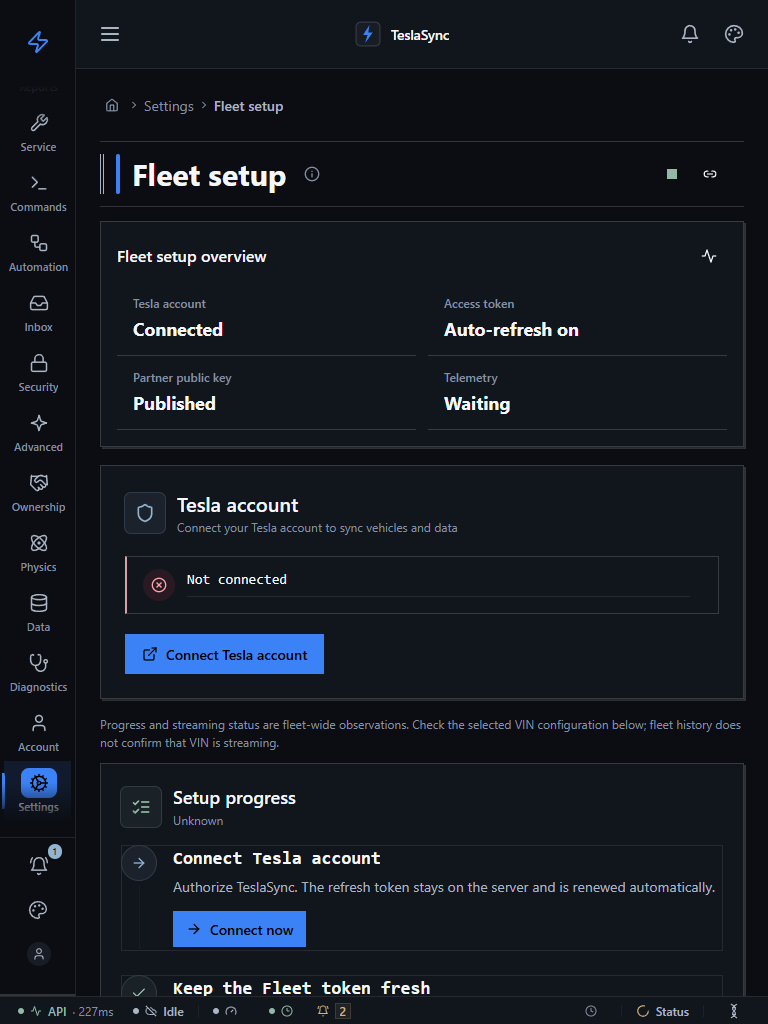 TeslaSync
Settings
Fleet setup
Fleet setup
Service
Commands
Automation
Inbox
Security
Advanced
Ownership
Physics
Data
Diagnostics
Account
Settings
1
Fleet setup overview
Tesla account
Connected
Access token
Auto-refresh on
Partner public key
Published
Telemetry
Waiting
Tesla account
Connect your Tesla account to sync vehicles and data
Not connected
Connect Tesla account
Progress and streaming status are fleet-wide observations. Check the selected VIN configuration below; fleet history does
not confirm that VIN is streaming.
Setup progress
Unknown
Connect Tesla account
Authorize TeslaSync. The refresh token stays on the server and is renewed automatically.
Connect now
Keep the Fleet token fresh
API · 227ms
Idle
2
Status